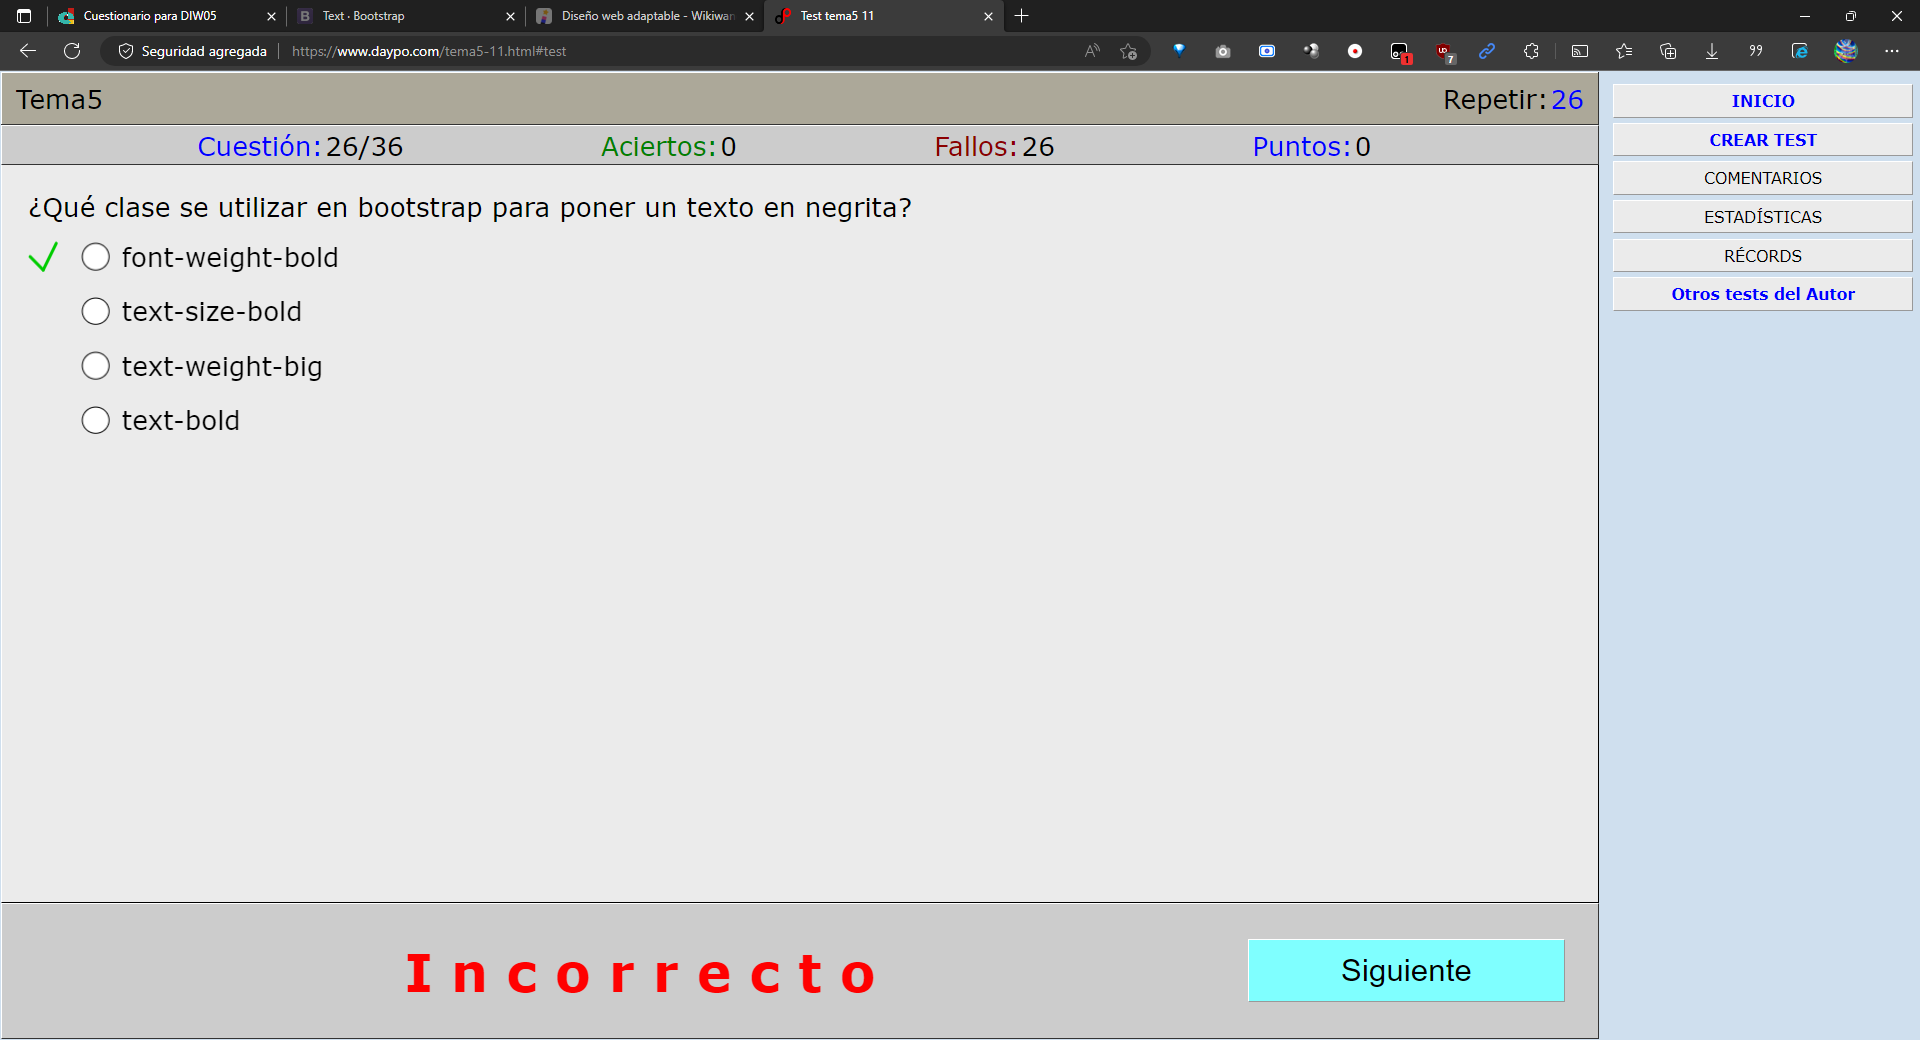 Cuestionario para DIW05
B Text · Bootstrap
Diseño web adaptable - Wikiwan
Test tema5 11
Seguridad agregada
https://www.daypo.com/tema5-11.html#test
1
7
Tema5
Repetir: 26
Cuestión: 26/36
Aciertos: 0
Fallos: 26
Puntos: 0
¿Qué clase se utilizar en bootstrap para poner un texto en negrita?
font-weight-bold
text-size-bold
text-weight-big
text-bold
Incorrecto
Siguiente
INICIO
CREAR TEST
COMENTARIOS
ESTADÍSTICAS
RÉCORDS
Otros tests del Autor